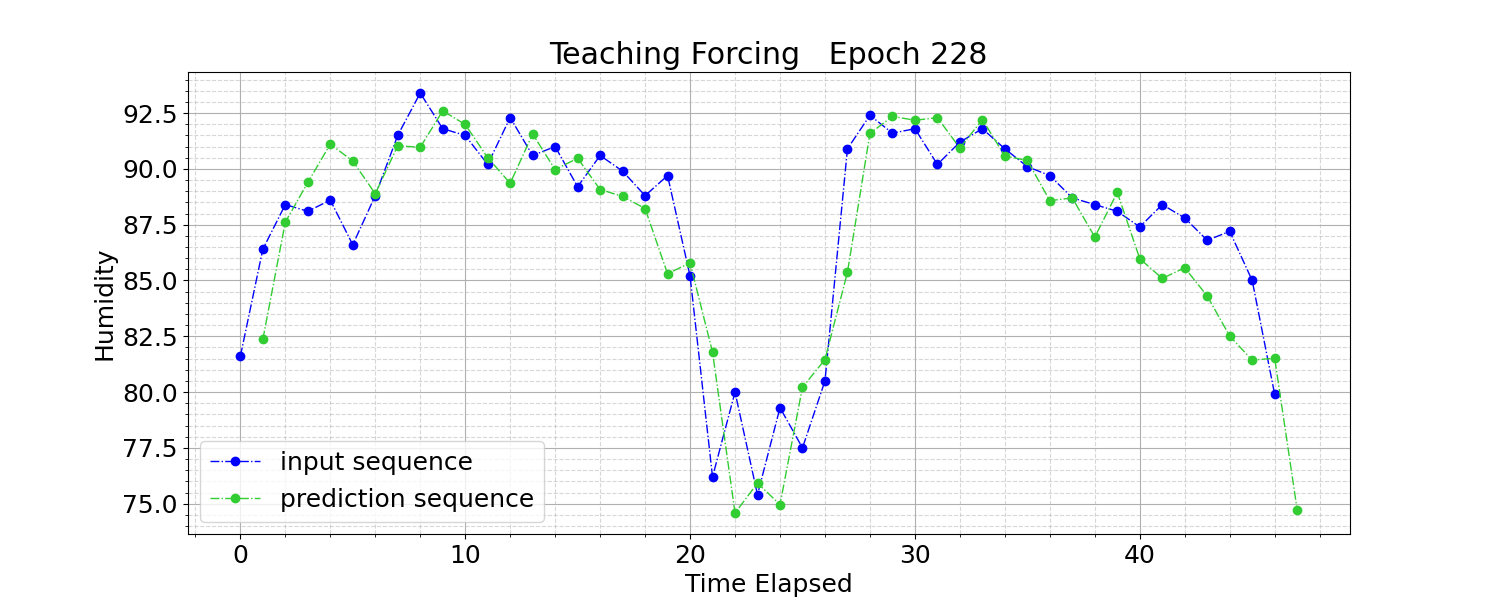 Teaching Forcing   Epoch 228
92.5
90.0
87.5
85.0
82.5
80.0
77.5
75.0
Humidity
input sequence
prediction sequence
0 10 20 30 40
Time Elapsed